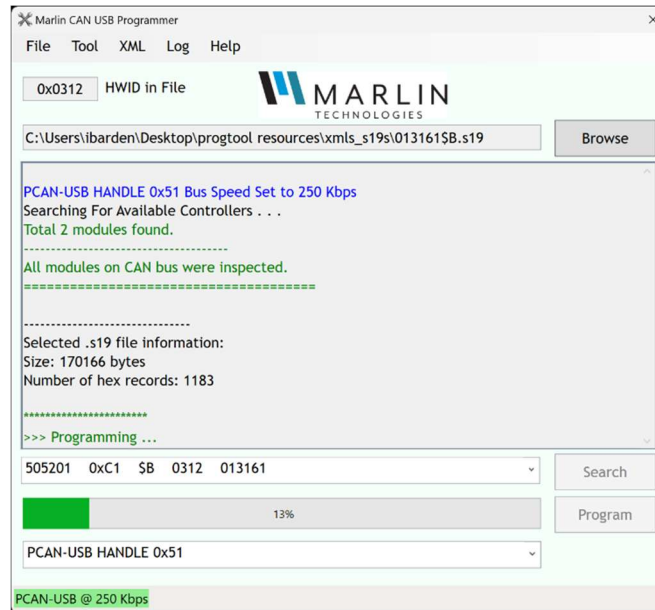 Marlin CAN USB Programmer
File Tool XML Log Help
0x0312 HWID in File
MARLIN
TECHNOLOGIES
C:\Users\ibarden\Desktop\progtool resources\xmls_s19s\013161$B.s19 Browse
PCAN-USB HANDLE 0x51 Bus Speed Set to 250 Kbps
Searching For Available Controllers . . .
Total 2 modules found.
-------------------------------------
All modules on CAN bus were inspected.
======================================
------------------------------
Selected .s19 file information:
Size: 170166 bytes
Number of hex records: 1183
***********************
>>> Programming ...
505201 0xC1 $B 0312 013161 Search
13% Program
PCAN-USB HANDLE 0x51
PCAN-USB @ 250 Kbps